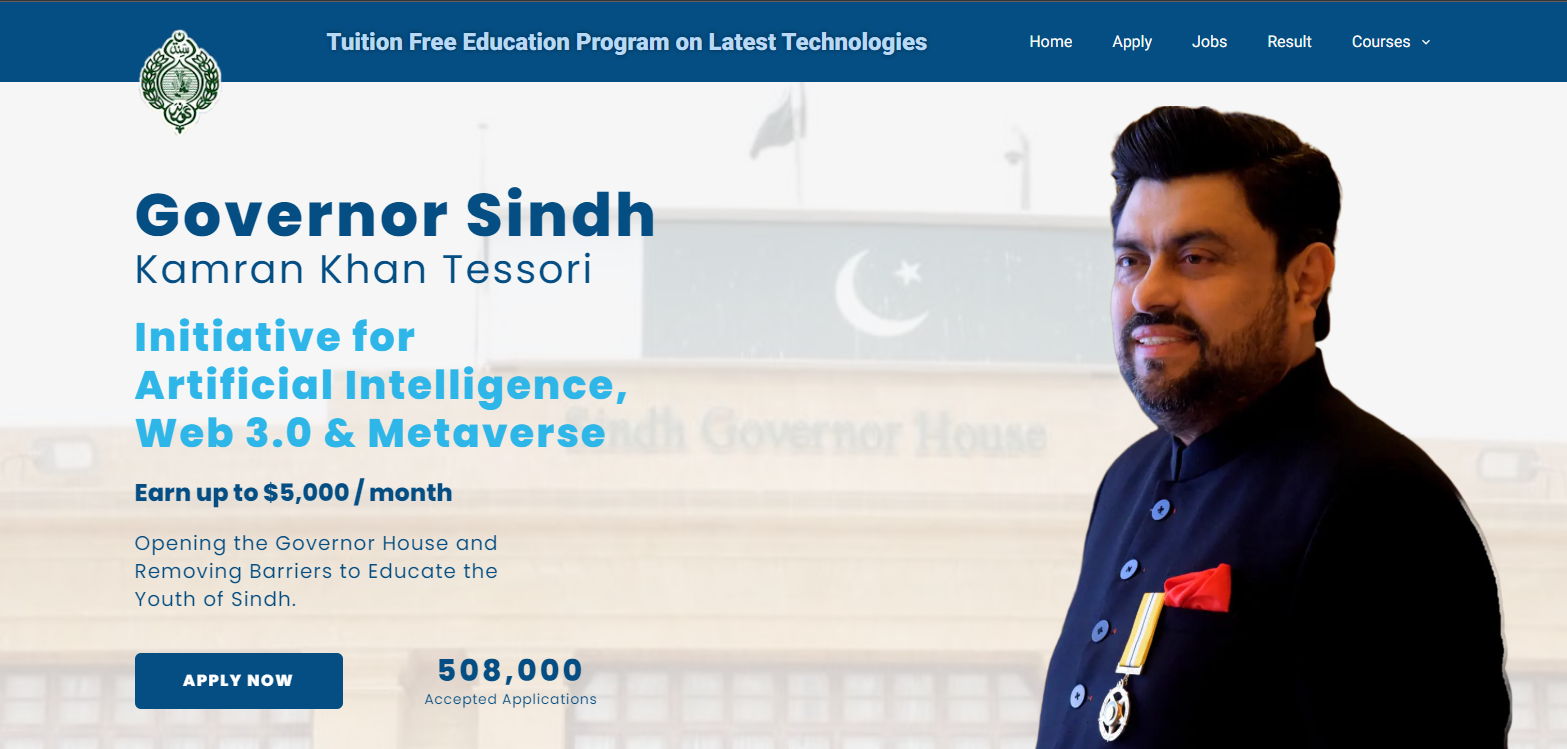 Tuition Free Education Program on Latest Technologies
Home Apply Jobs Result Courses
سندھ
Governor Sindh
Kamran Khan Tessori
Initiative for
Artificial Intelligence,
Web 3.0 & Metaverse
Sindh Governor House
Earn up to $5,000 / month
Opening the Governor House and
Removing Barriers to Educate the
Youth of Sindh.
APPLY NOW
508,000
Accepted Applications